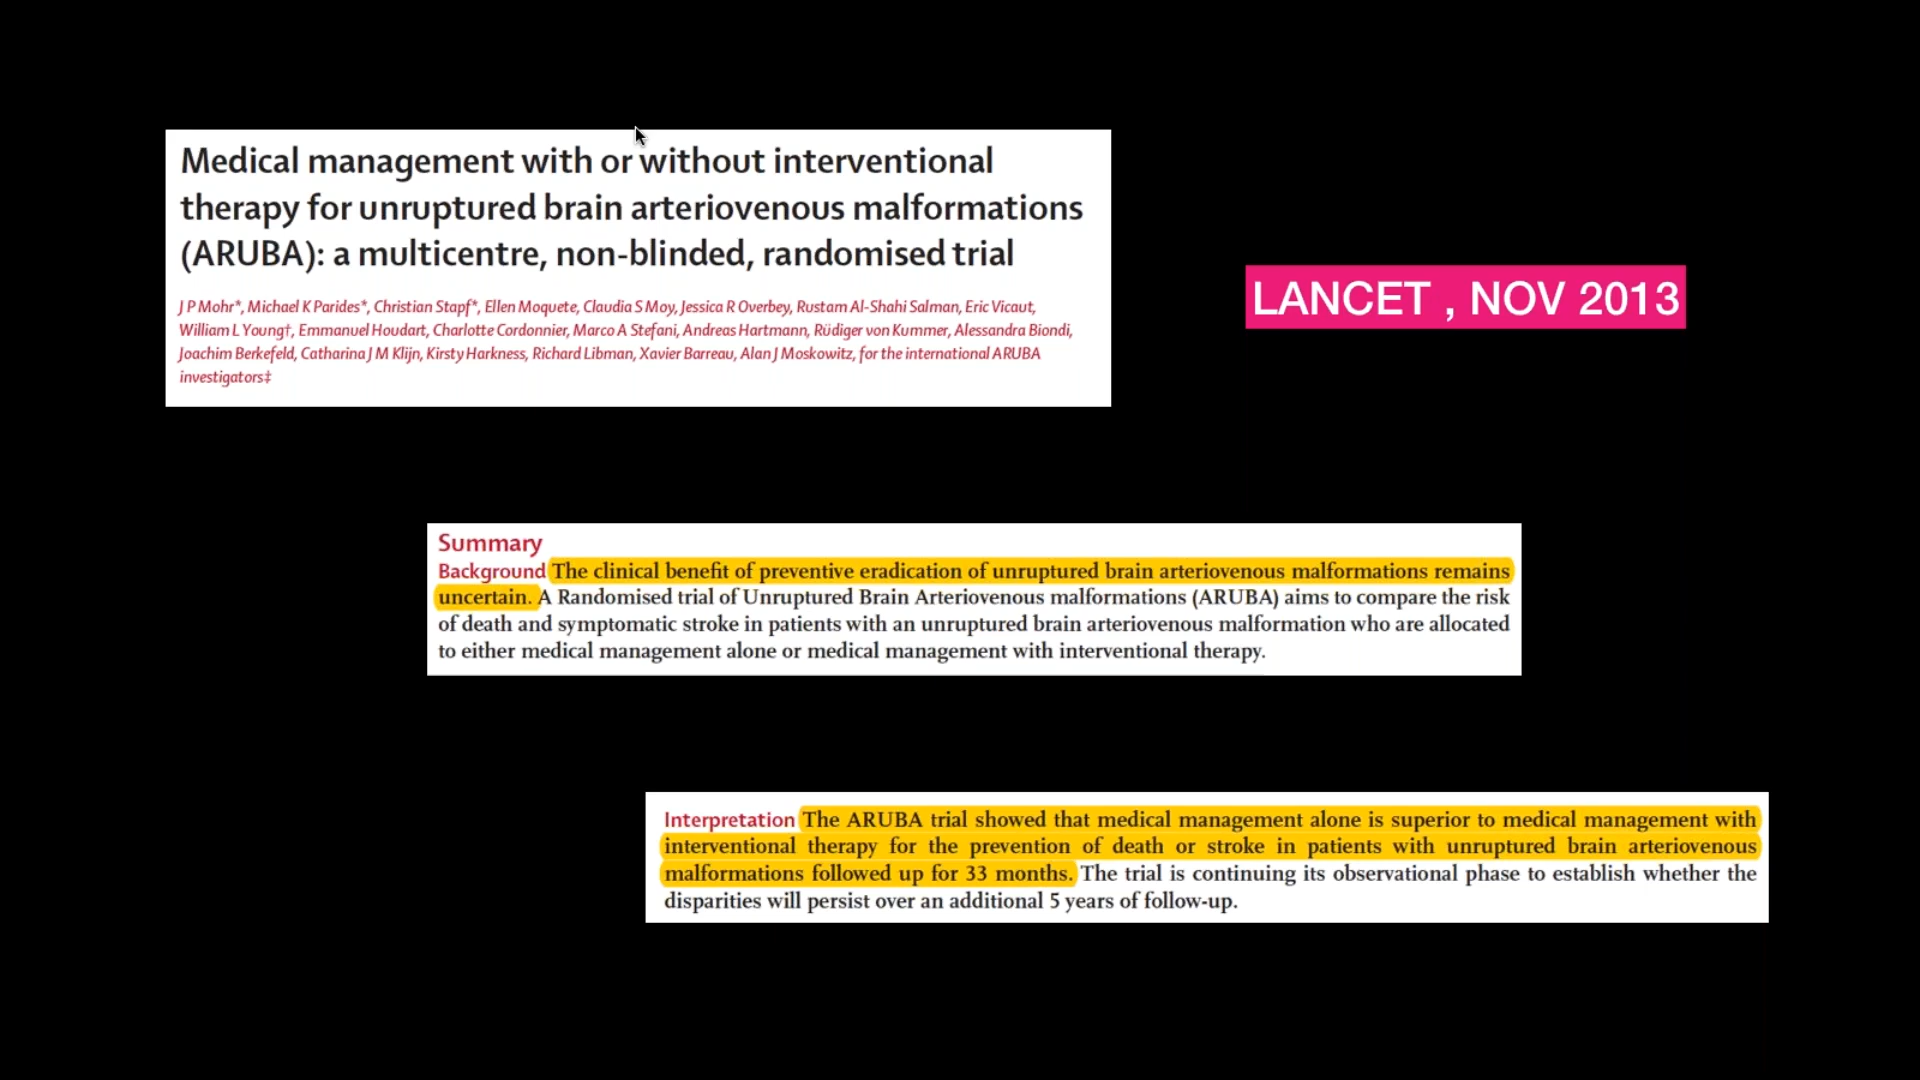 Medical management with or without interventional
therapy for unruptured brain arteriovenous malformations
(ARUBA): a multicentre, non-blinded, randomised trial
J P Mohr*, Michael K Parides*, Christian Stapf*, Ellen Moquete, Claudia S Moy, Jessica R Overbey, Rustam Al-Shahi Salman, Eric Vicaut,
William L Young†, Emmanuel Houdart, Charlotte Cordonnier, Marco A Stefani, Andreas Hartmann, Rüdiger von Kummer, Alessandra Biondi,
Joachim Berkefeld, Catharina J M Klijn, Kirsty Harkness, Richard Libman, Xavier Barreau, Alan J Moskowitz, for the international ARUBA
investigators‡
LANCET , NOV 2013
Summary
Background The clinical benefit of preventive eradication of unruptured brain arteriovenous malformations remains
uncertain. A Randomised trial of Unruptured Brain Arteriovenous malformations (ARUBA) aims to compare the risk
of death and symptomatic stroke in patients with an unruptured brain arteriovenous malformation who are allocated
to either medical management alone or medical management with interventional therapy.
Interpretation The ARUBA trial showed that medical management alone is superior to medical management with
interventional therapy for the prevention of death or stroke in patients with unruptured brain arteriovenous
malformations followed up for 33 months. The trial is continuing its observational phase to establish whether the
disparities will persist over an additional 5 years of follow-up.